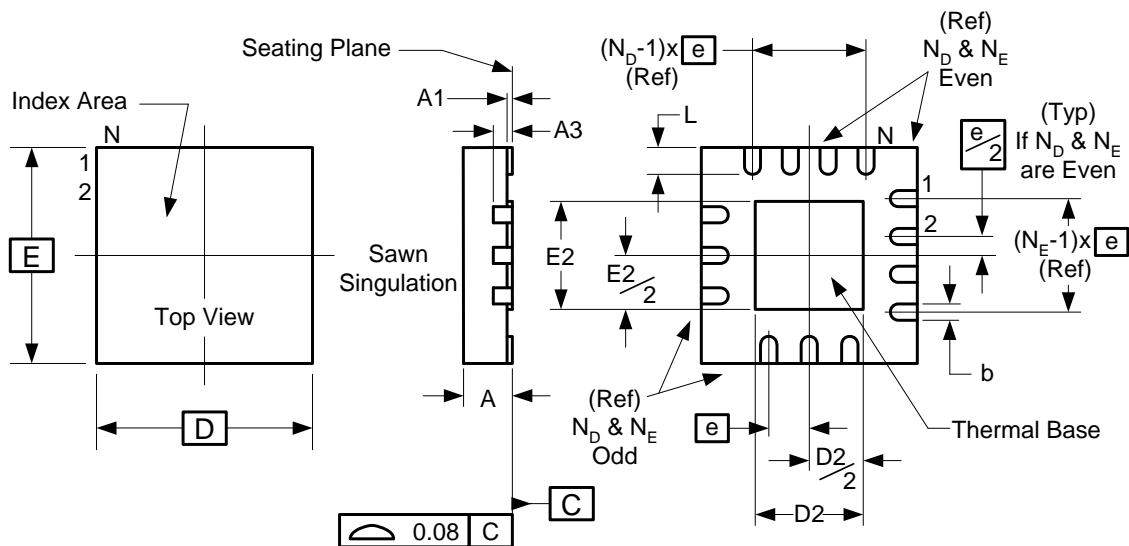 Seating Plane
(N_D-1)x e
(Ref)
(Ref)
N_D & N_E
Even
Index Area
A1
A3
L
N
N
e/2
(Typ)
If N_D & N_E
are Even
1
2
1
2
E
Sawn
Singulation
E2
E2/2
(N_E-1)x e
(Ref)
Top View
b
A
D
(Ref)
N_D & N_E
Odd
e
Thermal Base
D2/2
C
D2
0.08 C